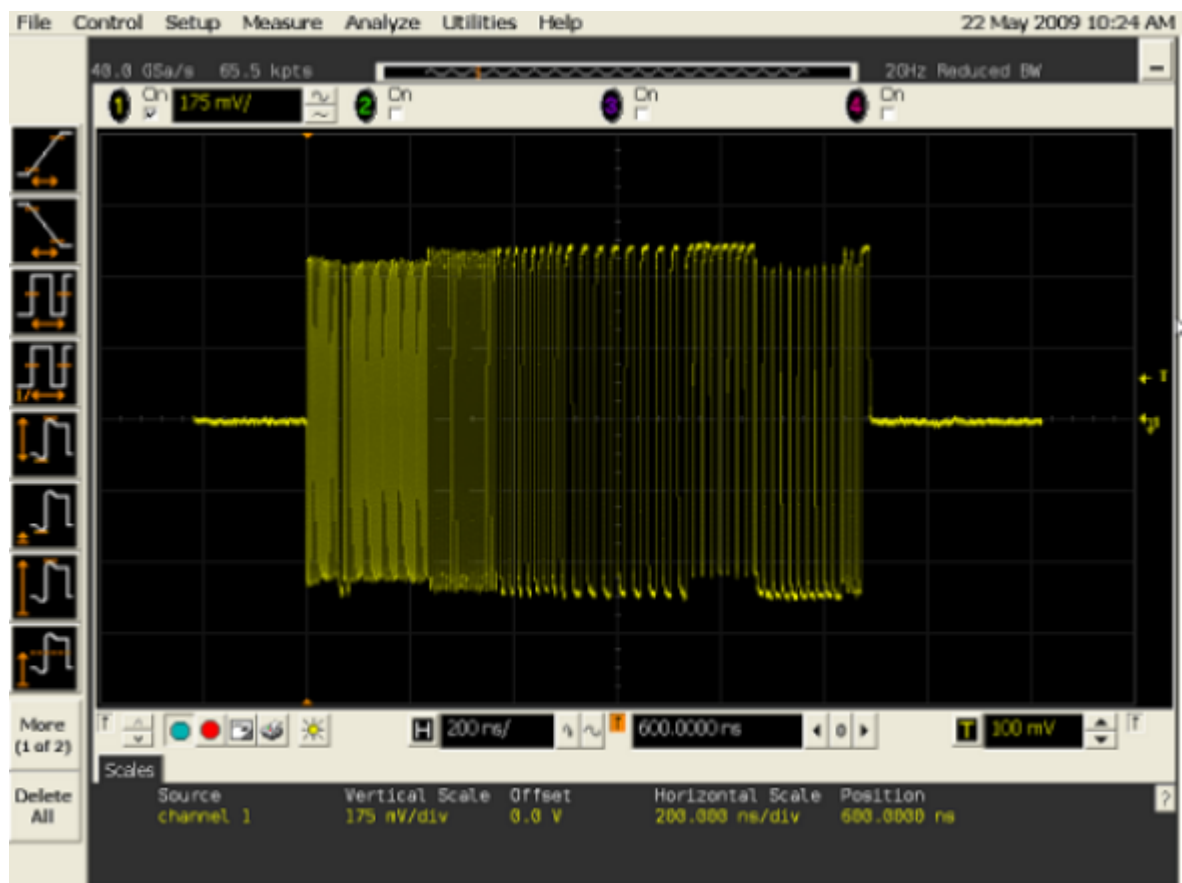 File Control Setup Measure Analyze Utilities Help 22 May 2009 10:24 AM
40.0 GSa/s 65.5 kpts 20Hz Reduced BW
1 On 175 mV/ 2 On 3 On 4 On
1/
T
More
(1 of 2)
Delete
All
T H 200 ns/ T 600.0000 ns 0 T 100 mV T
Scales
Source Vertical Scale Offset Horizontal Scale Position ?
channel 1 175 mV/div 0.0 V 200.000 ns/div 600.0000 ns